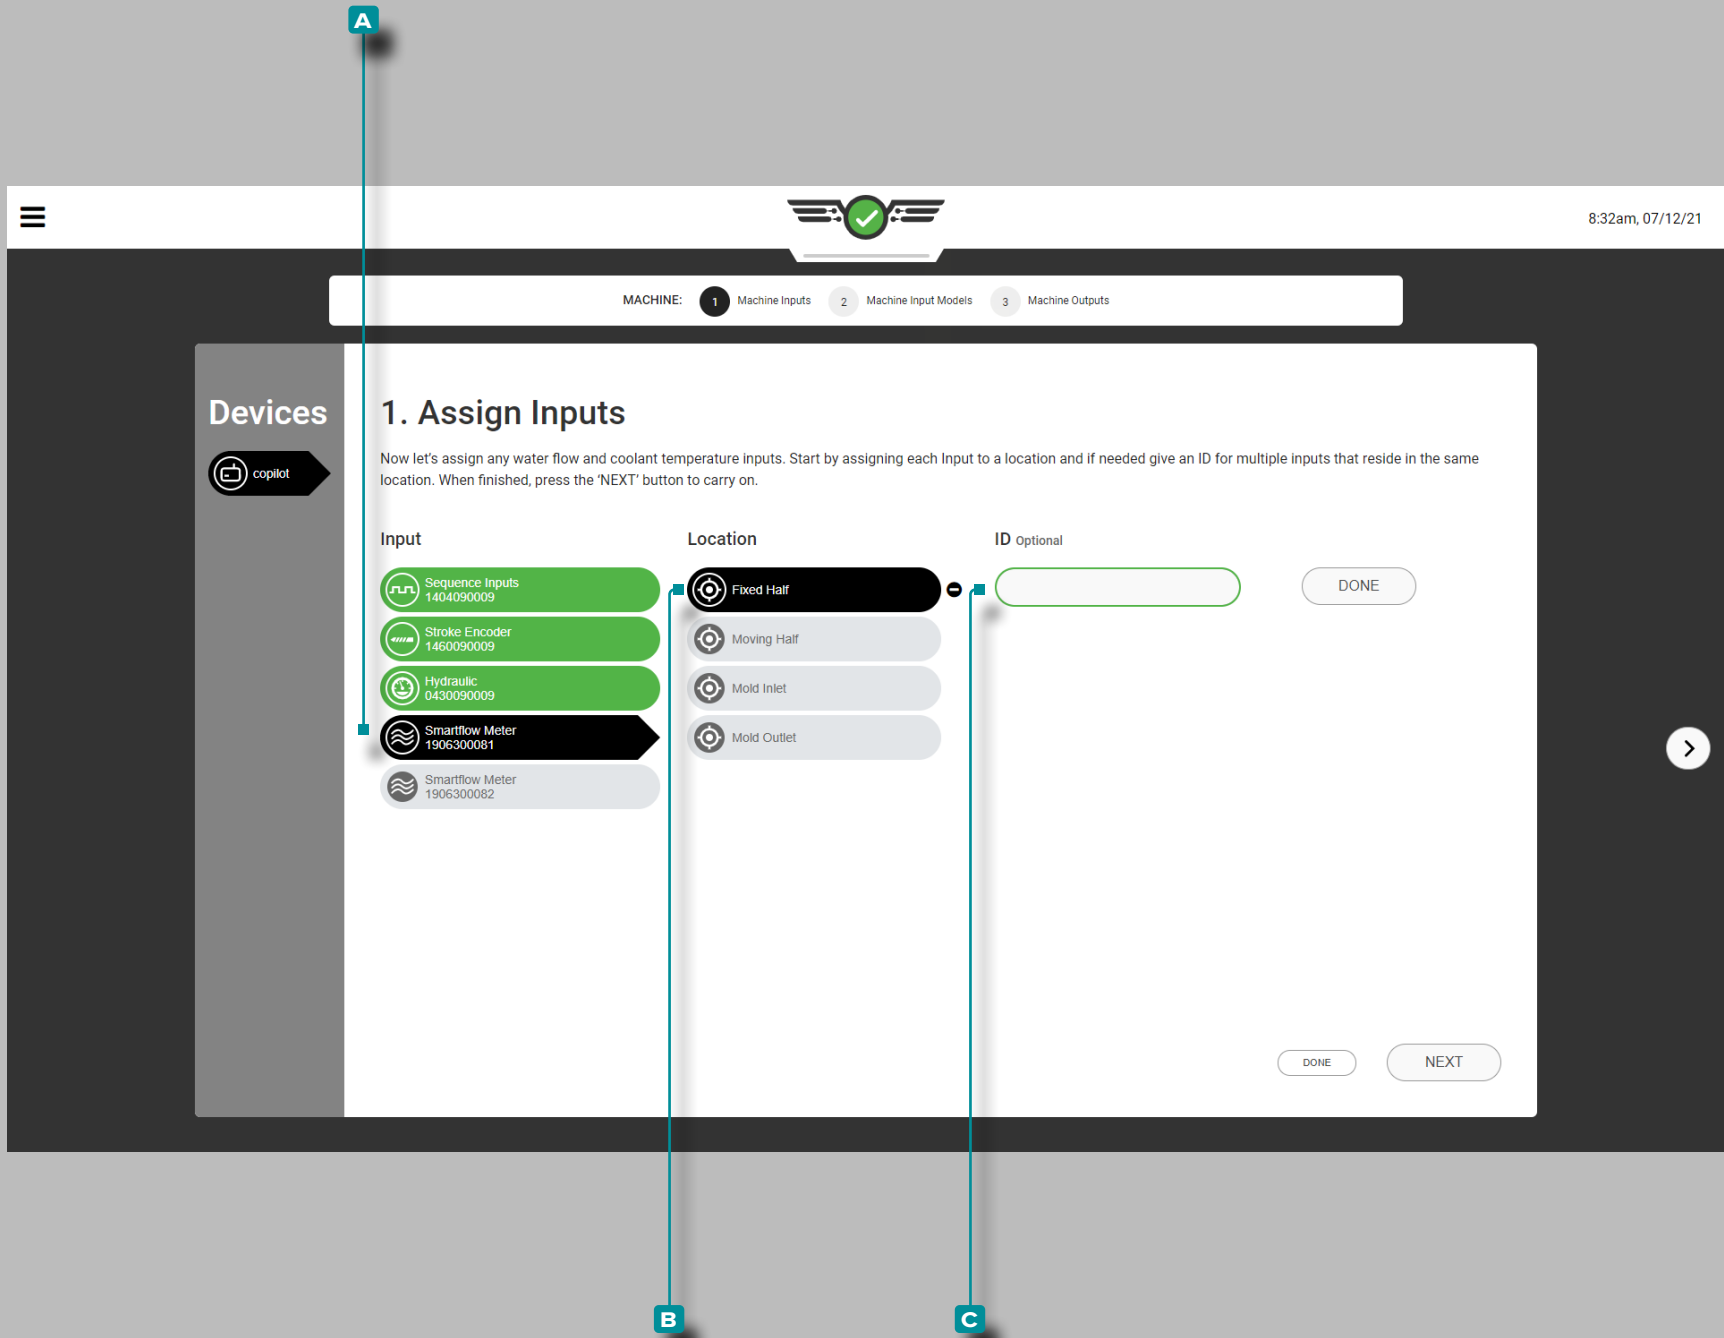 A
8:32am, 07/12/21
MACHINE: 1 Machine Inputs 2 Machine Input Models 3 Machine Outputs
Devices
copilot
1. Assign Inputs
Now let's assign any water flow and coolant temperature inputs. Start by assigning each Input to a location and if needed give an ID for multiple inputs that reside in the same
location. When finished, press the ‘NEXT’ button to carry on.
Input
Sequence Inputs
1404090009
Stroke Encoder
1460090009
Hydraulic
0430090009
Smartflow Meter
1906300081
Smartflow Meter
1906300082
Location
Fixed Half
Moving Half
Mold Inlet
Mold Outlet
ID Optional
DONE
DONE
NEXT
B
C